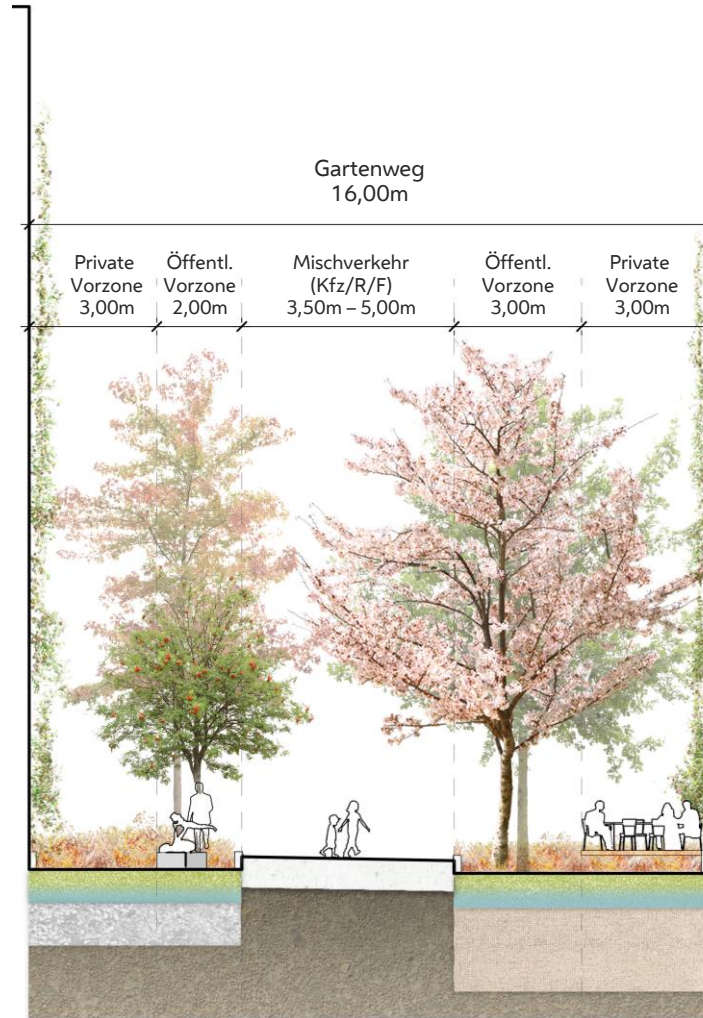 Gartenweg
16,00m
Private
Vorzone
3,00m
Öffentl.
Vorzone
2,00m
Mischverkehr
(Kfz/R/F)
3,50m – 5,00m
Öffentl.
Vorzone
3,00m
Private
Vorzone
3,00m